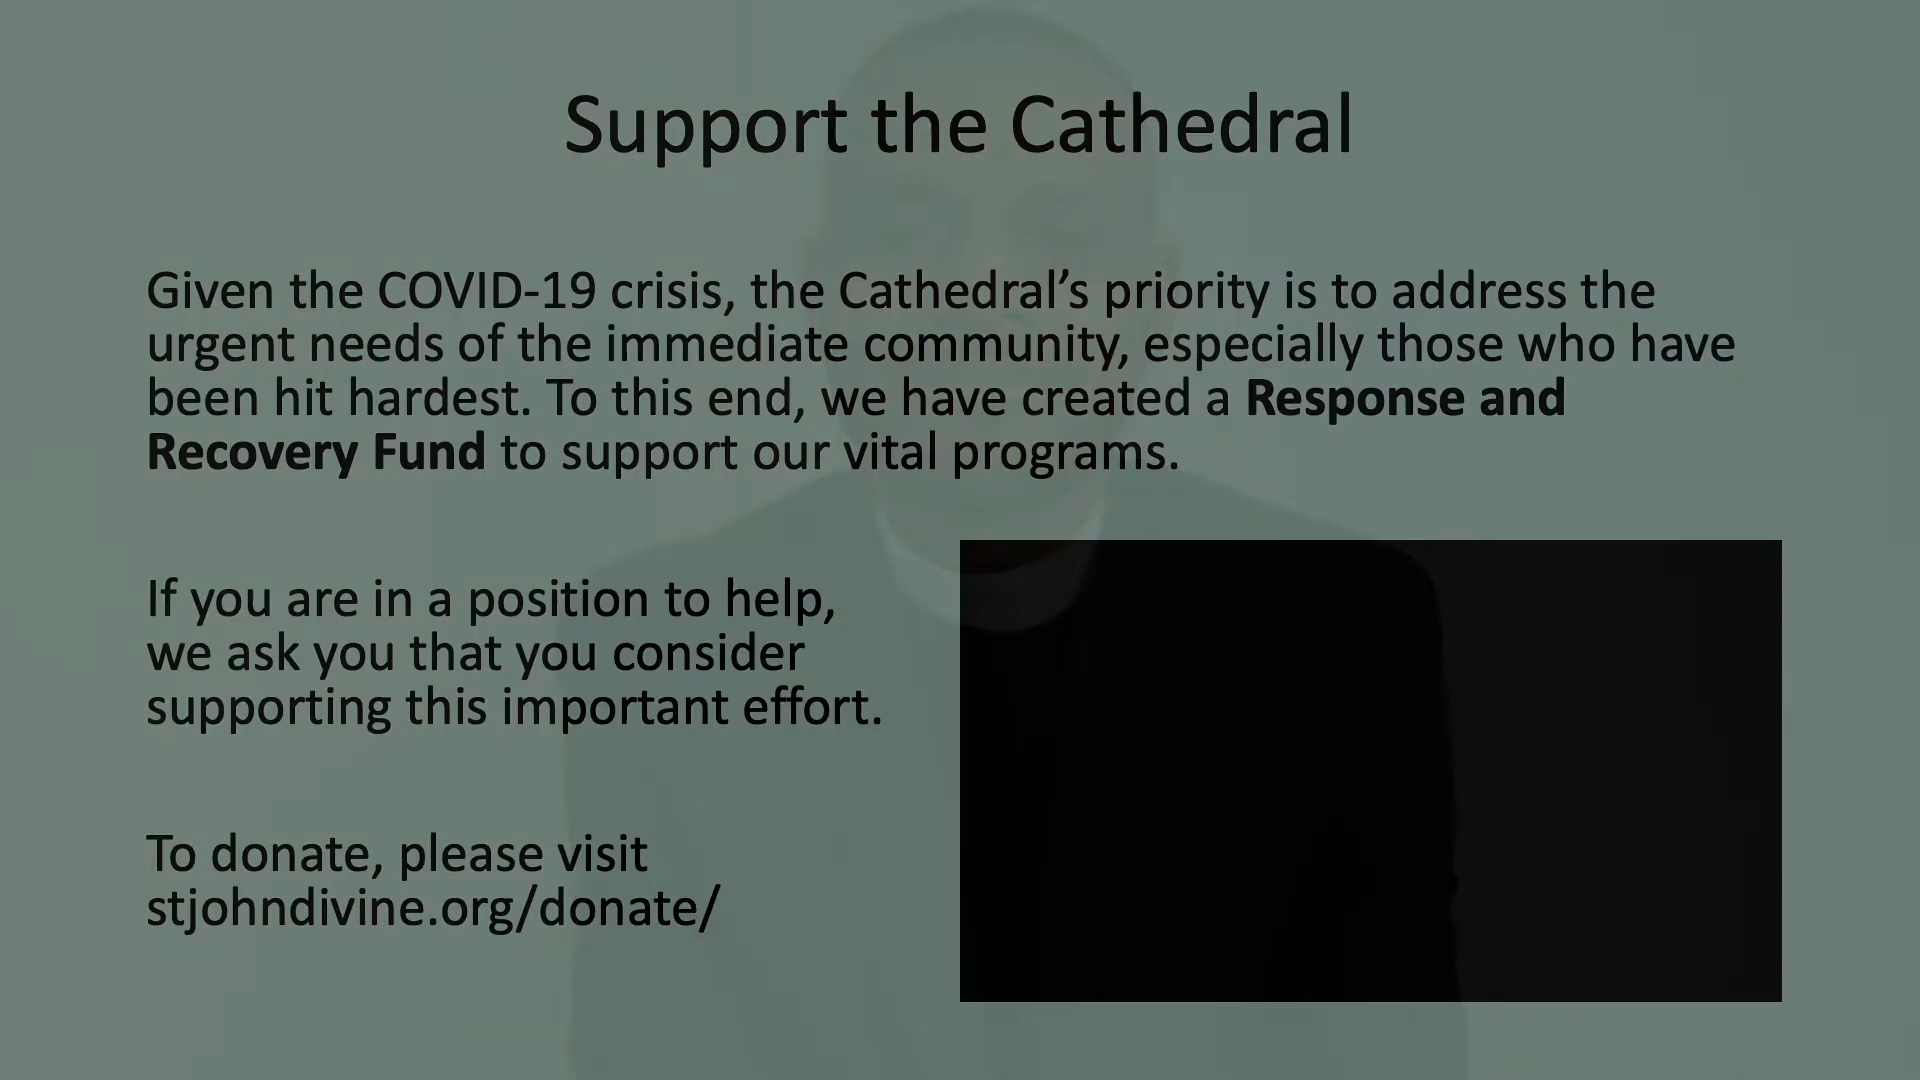 Support the Cathedral
Given the COVID-19 crisis, the Cathedral’s priority is to address the
urgent needs of the immediate community, especially those who have
been hit hardest. To this end, we have created a Response and
Recovery Fund to support our vital programs.
If you are in a position to help,
we ask you that you consider
supporting this important effort.
To donate, please visit
stjohndivine.org/donate/